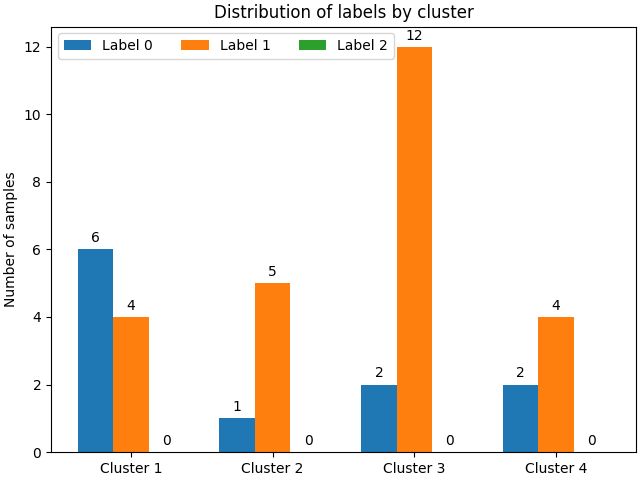 Distribution of labels by cluster
Label 0 Label 1 Label 2
Number of samples
12
10
8
6
4
2
0
6 4 0
1 5 0
2 12 0
2 4 0
Cluster 1 Cluster 2 Cluster 3 Cluster 4